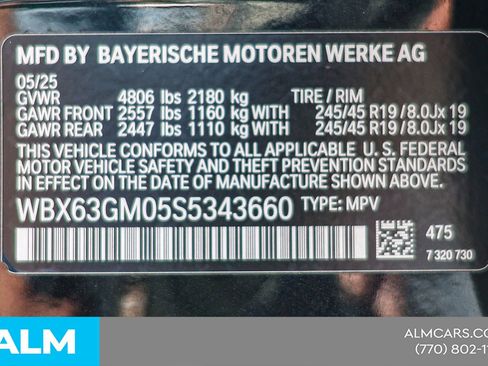 MFD BY BAYERISCHE MOTOREN WERKE AG
05/25
GVWR 4806 lbs 2180 kg TIRE / RIM
GAWR FRONT 2557 lbs 1160 kg WITH 245/45 R19 / 8.0Jx 19
GAWR REAR 2447 lbs 1110 kg WITH 245/45 R19 / 8.0Jx 19
THIS VEHICLE CONFORMS TO ALL APPLICABLE U. S. FEDERAL
MOTOR VEHICLE SAFETY AND THEFT PREVENTION STANDARDS
IN EFFECT ON THE DATE OF MANUFACTURE SHOWN ABOVE.
WBX63GM05S5343660 TYPE: MPV
475
7 320 730
ALM
ALMCARS.CO
(770) 802-1